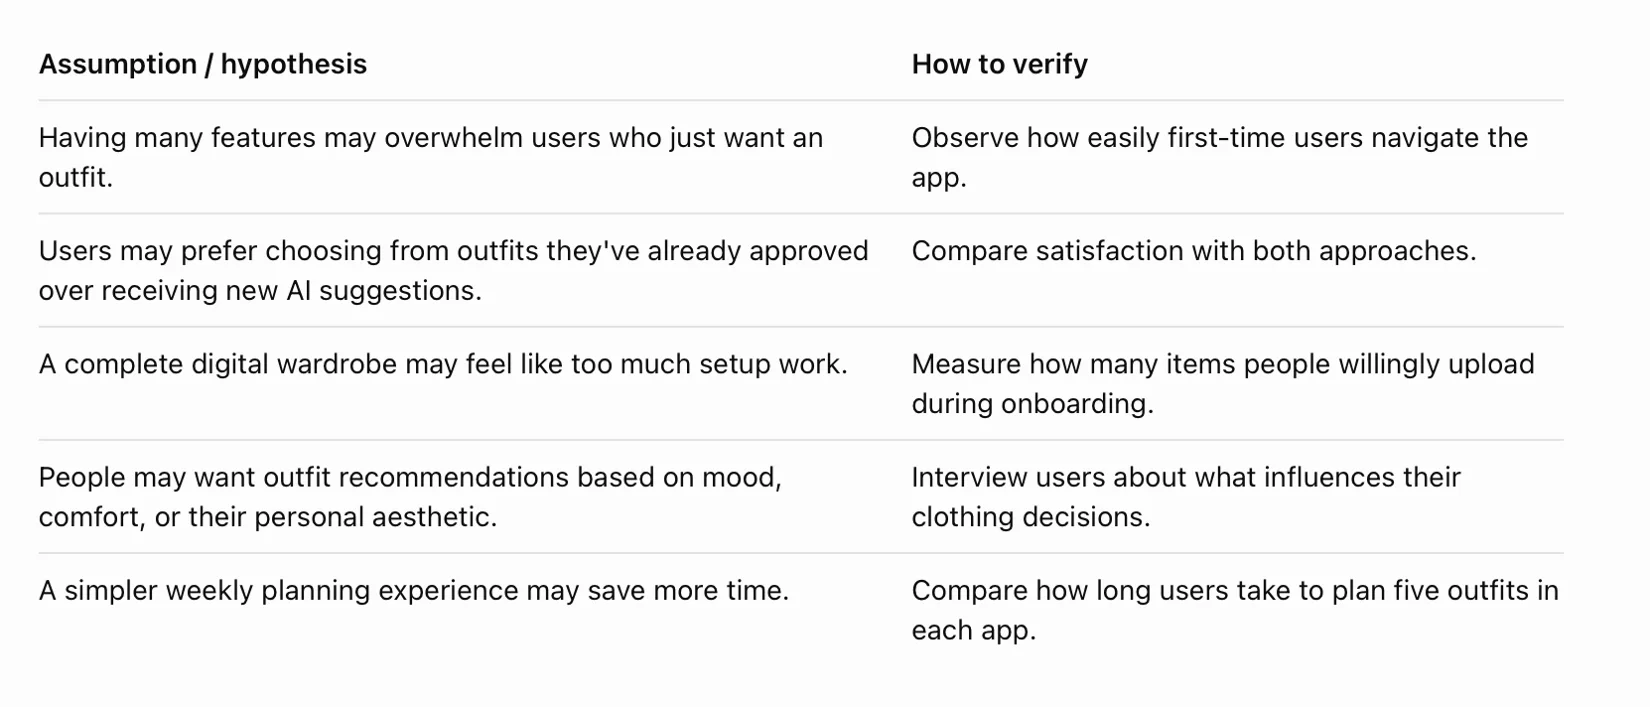 Assumption / hypothesis How to verify
Having many features may overwhelm users who just want an
outfit.
Observe how easily first-time users navigate the
app.
Users may prefer choosing from outfits they've already approved
over receiving new AI suggestions.
Compare satisfaction with both approaches.
A complete digital wardrobe may feel like too much setup work.
Measure how many items people willingly upload
during onboarding.
People may want outfit recommendations based on mood,
comfort, or their personal aesthetic.
Interview users about what influences their
clothing decisions.
A simpler weekly planning experience may save more time.
Compare how long users take to plan five outfits in
each app.